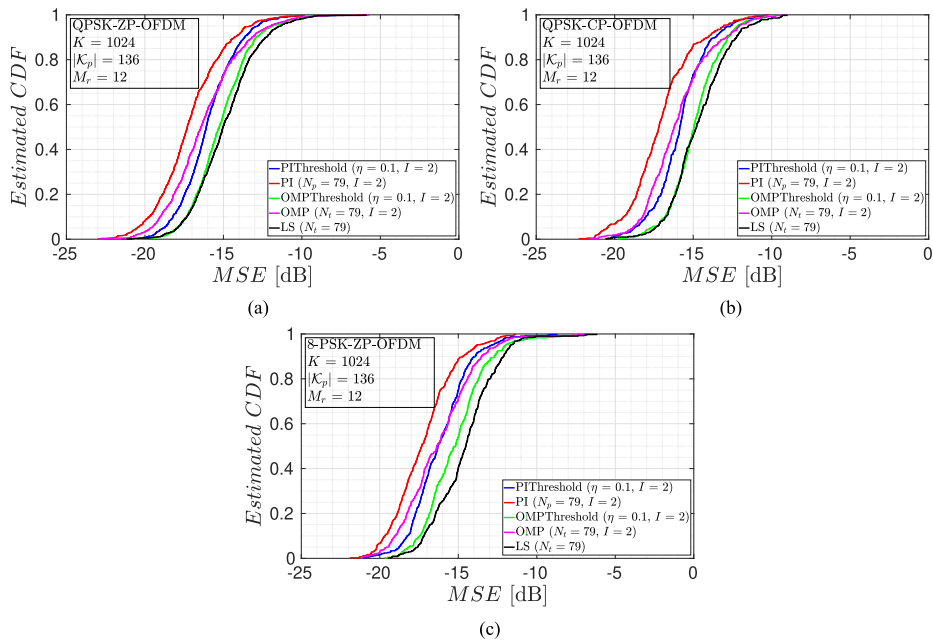 QPSK-ZP-OFDM
K = 1024
|𝒦p| = 136
Mr = 12
Estimated CDF
1
0.8
0.6
0.4
0.2
0
PIThreshold (η = 0.1, I = 2)
PI (Np = 79, I = 2)
OMPThreshold (η = 0.1, I = 2)
OMP (Nt = 79, I = 2)
LS (Nt = 79)
-25 -20 -15 -10 -5 0
MSE [dB]
(a)
QPSK-CP-OFDM
K = 1024
|𝒦p| = 136
Mr = 12
Estimated CDF
1
0.8
0.6
0.4
0.2
0
PIThreshold (η = 0.1, I = 2)
PI (Np = 79, I = 2)
OMPThreshold (η = 0.1, I = 2)
OMP (Nt = 79, I = 2)
LS (Nt = 79)
-25 -20 -15 -10 -5 0
MSE [dB]
(b)
8-PSK-ZP-OFDM
K = 1024
|𝒦p| = 136
Mr = 12
Estimated CDF
1
0.8
0.6
0.4
0.2
0
PIThreshold (η = 0.1, I = 2)
PI (Np = 79, I = 2)
OMPThreshold (η = 0.1, I = 2)
OMP (Nt = 79, I = 2)
LS (Nt = 79)
-25 -20 -15 -10 -5 0
MSE [dB]
(c)